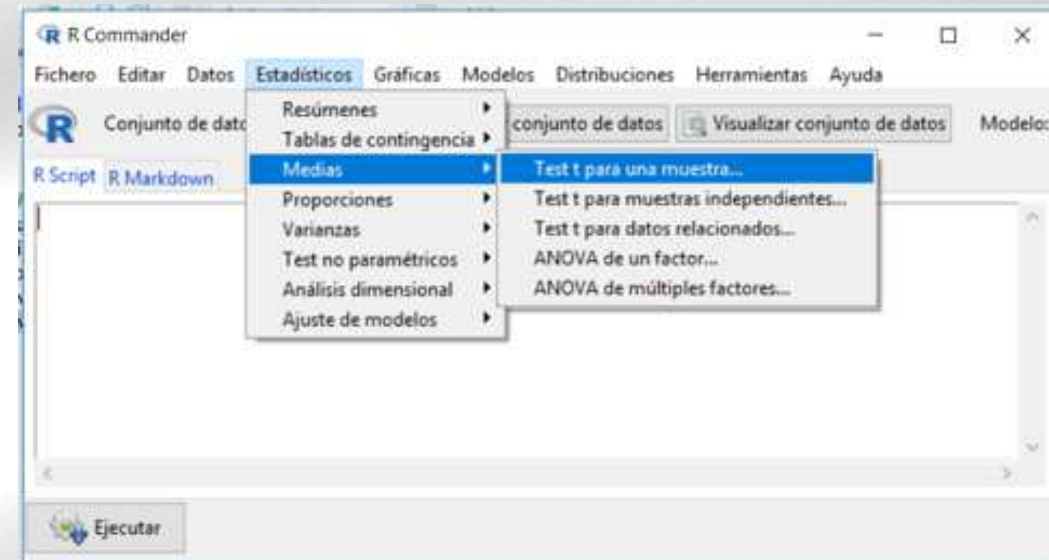 R Commander
Fichero Editar Datos Estadísticos Gráficas Modelos Distribuciones Herramientas Ayuda
R Conjunto de datc conjunto de datos Visualizar conjunto de datos Modelos
R Script R Markdown
Resúmenes
Tablas de contingencia
Medias
Proporciones
Varianzas
Test no paramétricos
Análisis dimensional
Ajuste de modelos
Test t para una muestra...
Test t para muestras independientes...
Test t para datos relacionados...
ANOVA de un factor...
ANOVA de múltiples factores...
Ejecutar